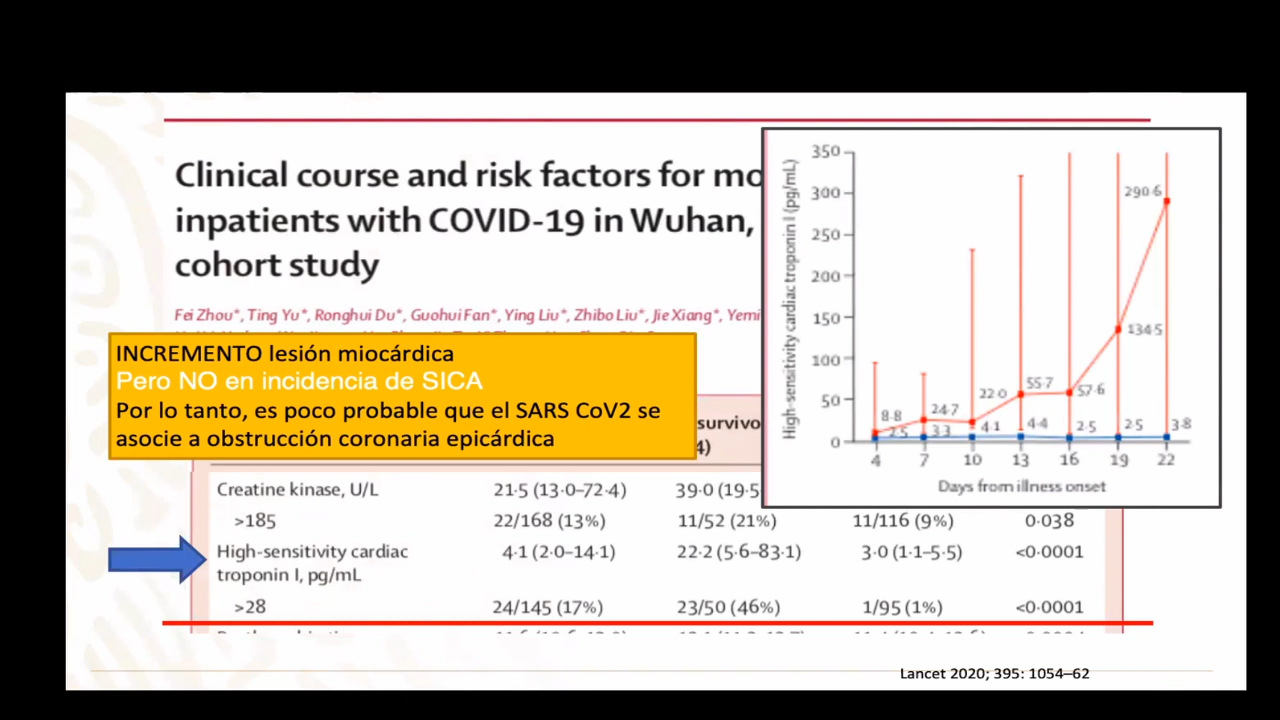 Clinical course and risk factors for mo
inpatients with COVID-19 in Wuhan,
cohort study
Fei Zhou*, Ting Yu*, Ronghui Du*, Guohui Fan*, Ying Liu*, Zhibo Liu*, Jie Xiang*, Yemi
INCREMENTO lesión miocárdica
Pero NO en incidencia de SICA
Por lo tanto, es poco probable que el SARS CoV2 se
asocie a obstrucción coronaria epicárdica
survivo
4)
Creatine kinase, U/L 21·5 (13·0–72·4) 39·0 (19·5
>185 22/168 (13%) 11/52 (21%) 11/116 (9%) 0·038
High-sensitivity cardiac 4·1 (2·0–14·1) 22·2 (5·6–83·1) 3·0 (1·1–5·5) <0·0001
troponin I, pg/mL
>28 24/145 (17%) 23/50 (46%) 1/95 (1%) <0·0001
High-sensitivity cardiac troponin I (pg/mL)
350
300
250
200
150
100
50
0
8·8 24·7 22·0 55·7 57·6 134·5 290·6
2·5 3·3 4·1 4·4 2·5 2·5 3·8
4 7 10 13 16 19 22
Days from illness onset
Lancet 2020; 395: 1054–62